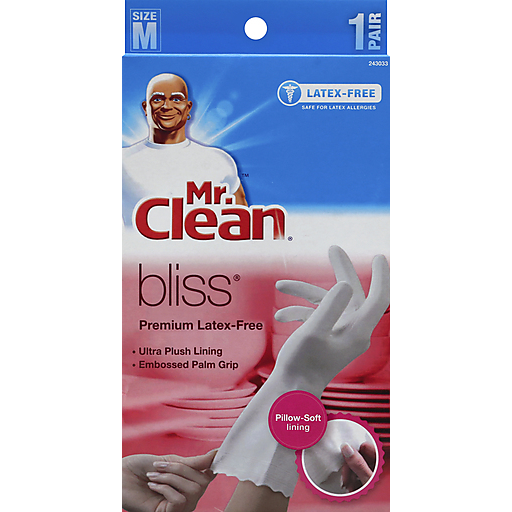 SIZE
M
1 PAIR
243033
LATEX-FREE
SAFE FOR LATEX ALLERGIES
™
Mr.
Clean®
bliss®
Premium Latex-Free
• Ultra Plush Lining
• Embossed Palm Grip
Pillow-Soft
lining